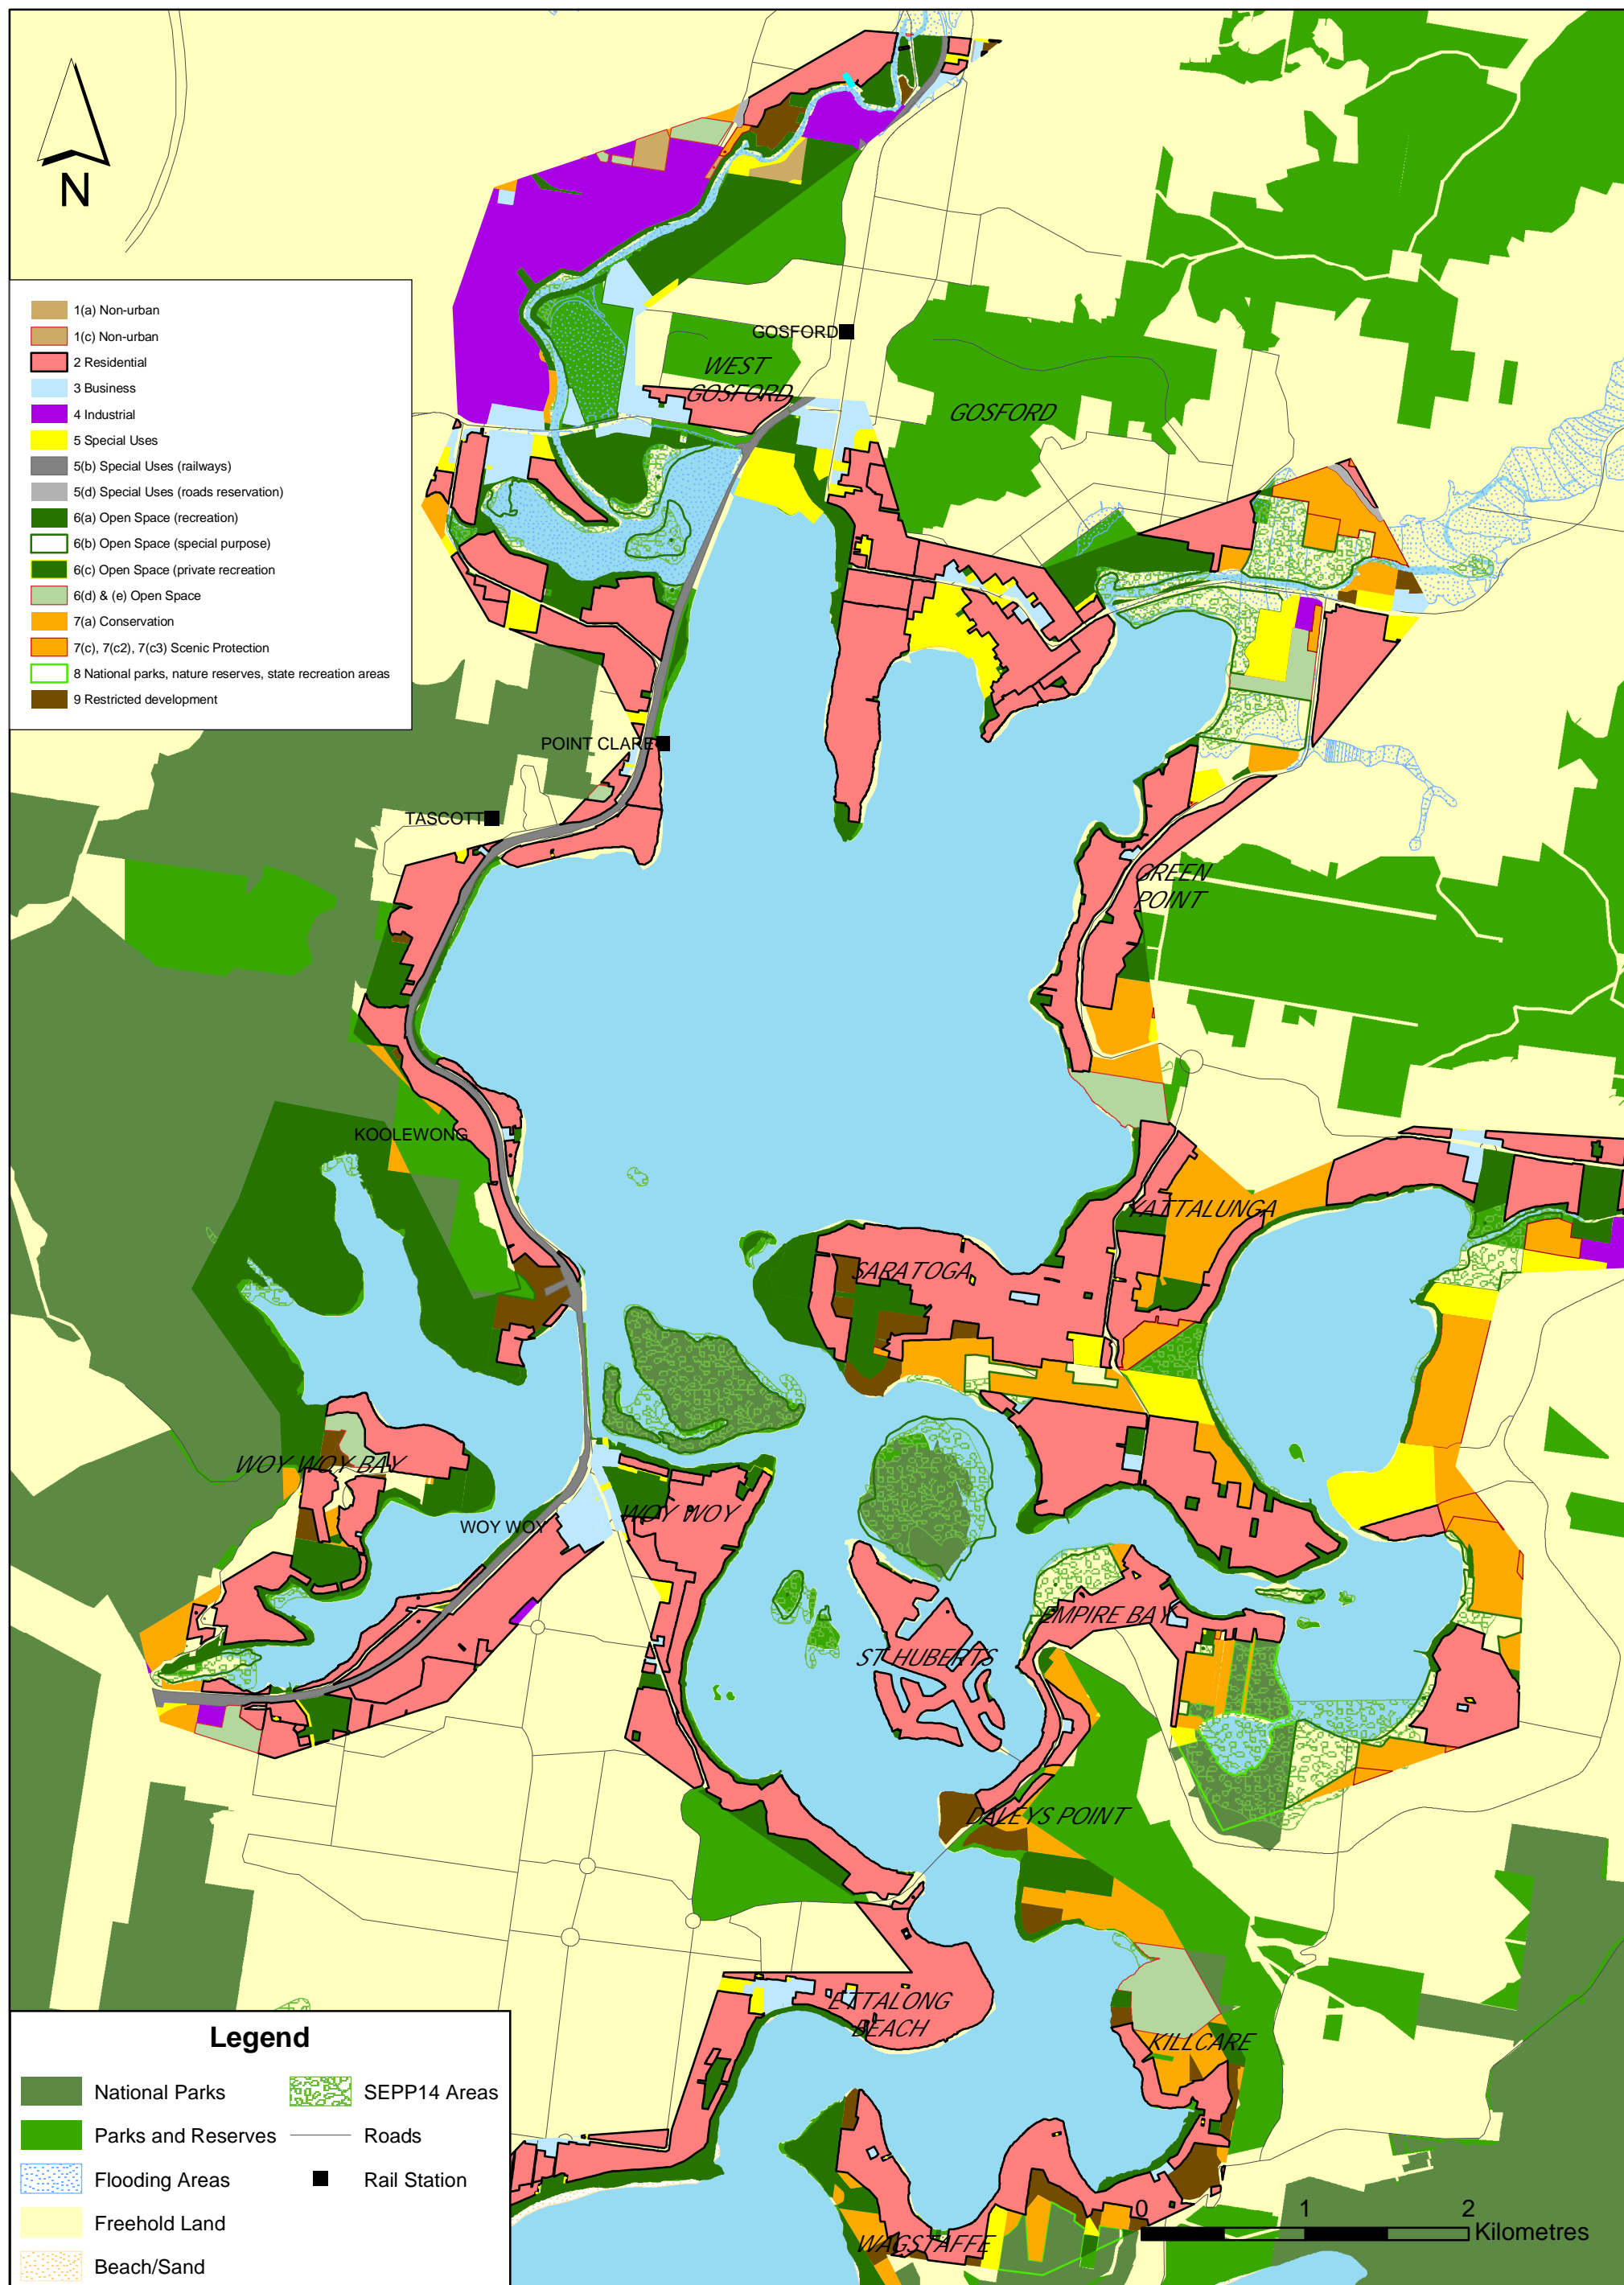 N
1(a) Non-urban
1(c) Non-urban
2 Residential
3 Business
4 Industrial
5 Special Uses
5(b) Special Uses (railways)
5(d) Special Uses (roads reservation)
6(a) Open Space (recreation)
6(b) Open Space (special purpose)
6(c) Open Space (private recreation
6(d) & (e) Open Space
7(a) Conservation
7(c), 7(c2), 7(c3) Scenic Protection
8 National parks, nature reserves, state recreation areas
9 Restricted development
GOSFORD
WEST
GOSFORD
GOSFORD
POINT CLARE
TASCOTT
GREEN
POINT
KOOLEWONG
YATTALUNGA
SARATOGA
WOY WOY BAY
WOY WOY
WOY WOY
EMPIRE BAY
ST HUBERTS
DALEYS POINT
ETTALONG
BEACH
KILLCARE
WAGSTAFFE
0 1 2
Kilometres
Legend
National Parks
SEPP14 Areas
Parks and Reserves
Roads
Flooding Areas
Rail Station
Freehold Land
Beach/Sand